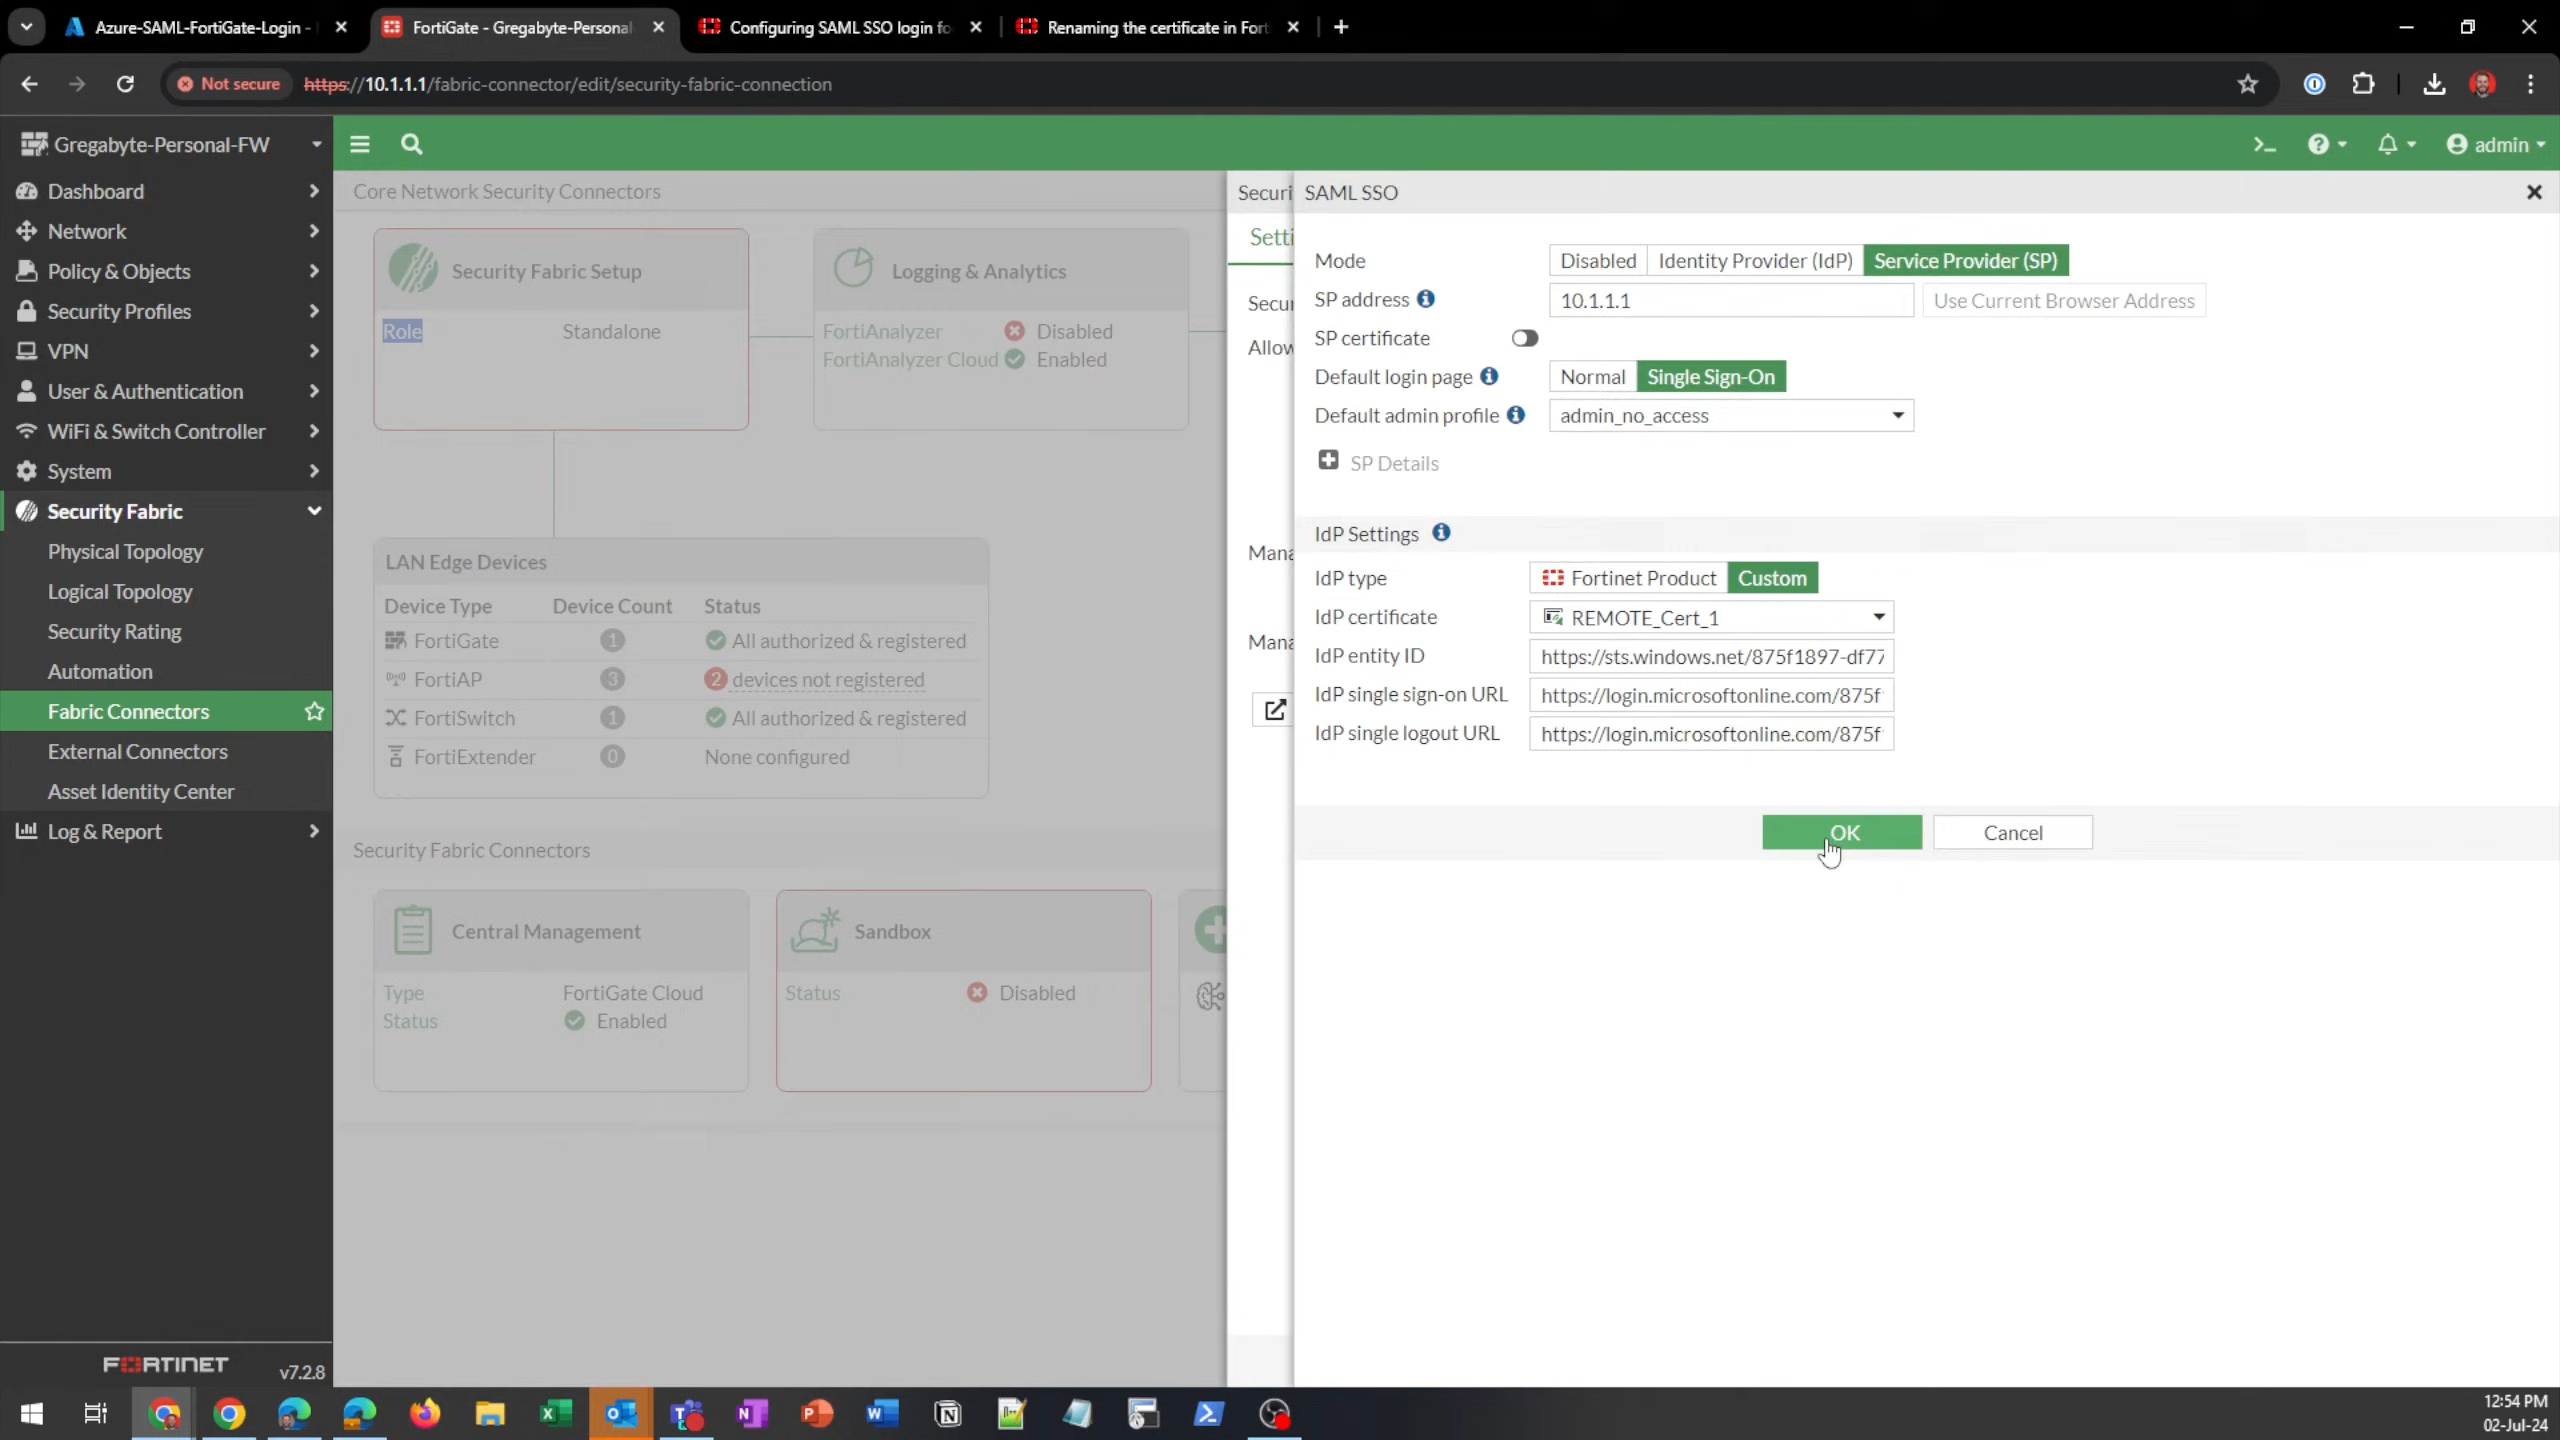 Azure-SAML-FortiGate-Login -
FortiGate - Gregabyte-Personal
Configuring SAML SSO login fo
Renaming the certificate in Fort
Not secure
https://10.1.1.1/fabric-connector/edit/security-fabric-connection
Gregabyte-Personal-FW
admin
Dashboard
Network
Policy & Objects
Security Profiles
VPN
User & Authentication
WiFi & Switch Controller
System
Security Fabric
Physical Topology
Logical Topology
Security Rating
Automation
Fabric Connectors
External Connectors
Asset Identity Center
Log & Report
FORTINET
v7.2.8
Core Network Security Connectors
Security Fabric Setup
Role Standalone
Logging & Analytics
FortiAnalyzer Disabled
FortiAnalyzer Cloud Enabled
LAN Edge Devices
Device Type Device Count Status
FortiGate 1 All authorized & registered
FortiAP 3 2 devices not registered
FortiSwitch 1 All authorized & registered
FortiExtender 0 None configured
Security Fabric Connectors
Central Management
Type FortiGate Cloud
Status Enabled
Sandbox
Status Disabled
Securi
Setti
Secur
Allow
Mana
Mana
SAML SSO
Mode Disabled Identity Provider (IdP) Service Provider (SP)
SP address 10.1.1.1 Use Current Browser Address
SP certificate
Default login page Normal Single Sign-On
Default admin profile admin_no_access
SP Details
IdP Settings
IdP type Fortinet Product Custom
IdP certificate REMOTE_Cert_1
IdP entity ID https://sts.windows.net/875f1897-df77
IdP single sign-on URL https://login.microsoftonline.com/875f
IdP single logout URL https://login.microsoftonline.com/875f
OK Cancel
12:54 PM
02-Jul-24